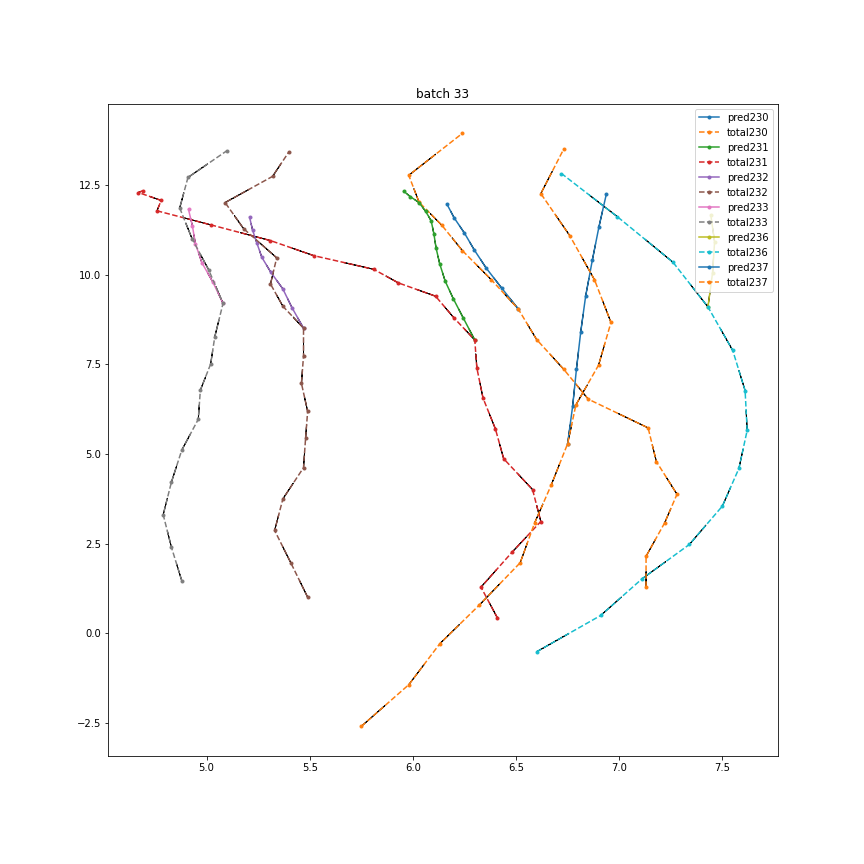 batch 33
pred230
total230
pred231
total231
pred232
total232
pred233
total233
pred236
total236
pred237
total237
12.5
10.0
7.5
5.0
2.5
0.0
−2.5
5.0 5.5 6.0 6.5 7.0 7.5